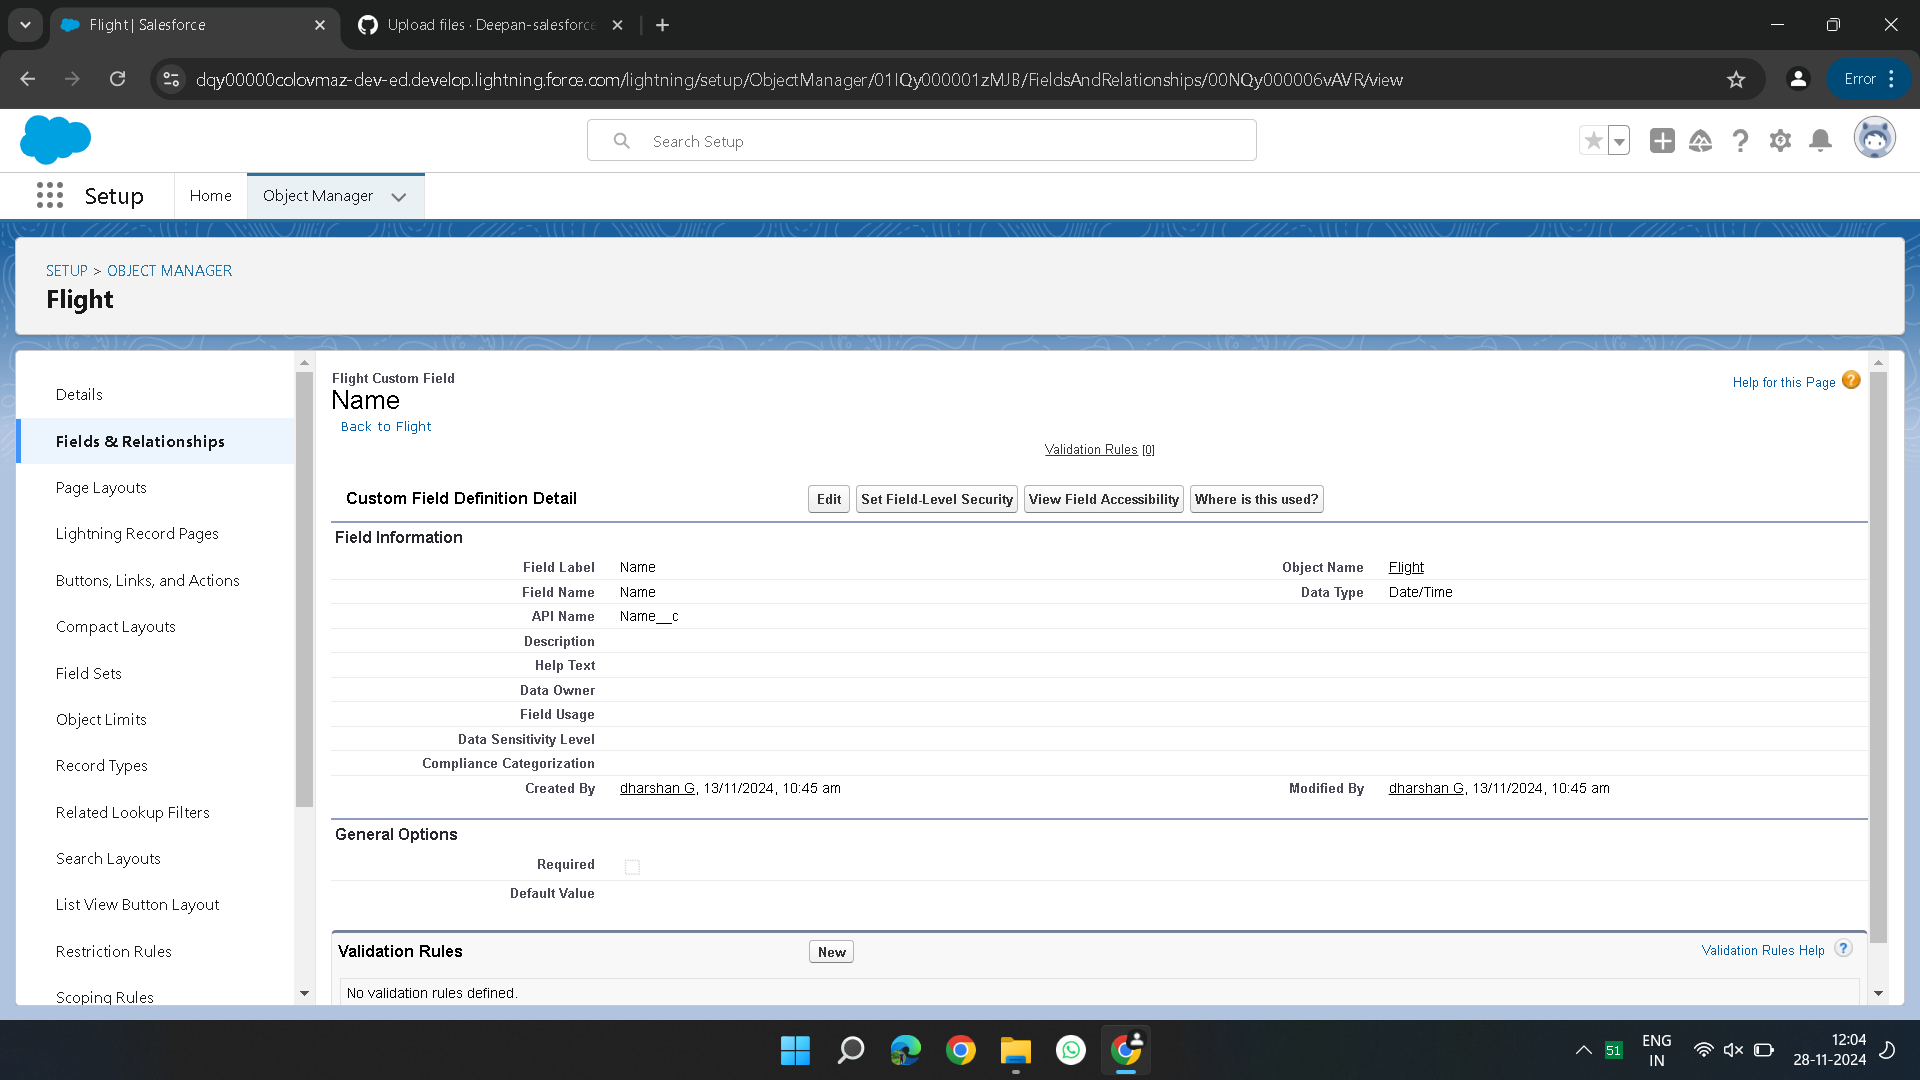 Flight | Salesforce
Upload files · Deepan-salesforce
dqy00000colovmaz-dev-ed.develop.lightning.force.com/lightning/setup/ObjectManager/01IQy000001zMJB/FieldsAndRelationships/00NQy000006vAVR/view
Error
Search Setup
Setup
Home
Object Manager
SETUP > OBJECT MANAGER
Flight
Details
Fields & Relationships
Page Layouts
Lightning Record Pages
Buttons, Links, and Actions
Compact Layouts
Field Sets
Object Limits
Record Types
Related Lookup Filters
Search Layouts
List View Button Layout
Restriction Rules
Scoping Rules
Flight Custom Field
Name
Back to Flight
Help for this Page
Validation Rules [0]
Custom Field Definition Detail
Edit
Set Field-Level Security
View Field Accessibility
Where is this used?
Field Information
Field Label Name Object Name Flight
Field Name Name Data Type Date/Time
API Name Name__c
Description
Help Text
Data Owner
Field Usage
Data Sensitivity Level
Compliance Categorization
Created By dharshan G, 13/11/2024, 10:45 am Modified By dharshan G, 13/11/2024, 10:45 am
General Options
Required
Default Value
Validation Rules
New
Validation Rules Help ?
No validation rules defined.
51
ENG
IN
12:04
28-11-2024